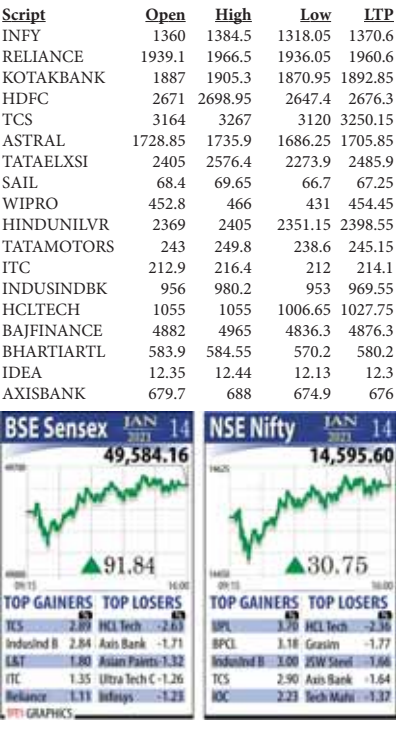 Script Open High Low LTP
INFY 1360 1384.5 1318.05 1370.6
RELIANCE 1939.1 1966.5 1936.05 1960.6
KOTAKBANK 1887 1905.3 1870.95 1892.85
HDFC 2671 2698.95 2647.4 2676.3
TCS 3164 3267 3120 3250.15
ASTRAL 1728.85 1735.9 1686.25 1705.85
TATAELXSI 2405 2576.4 2273.9 2485.9
SAIL 68.4 69.65 66.7 67.25
WIPRO 452.8 466 431 454.45
HINDUNILVR 2369 2405 2351.15 2398.55
TATAMOTORS 243 249.8 238.6 245.15
ITC 212.9 216.4 212 214.1
INDUSINDBK 956 980.2 953 969.55
HCLTECH 1055 1055 1006.65 1027.75
BAJFINANCE 4882 4965 4836.3 4876.3
BHARTIARTL 583.9 584.55 570.2 580.2
IDEA 12.35 12.44 12.13 12.3
AXISBANK 679.7 688 674.9 676
BSE Sensex JAN 2021 14
49,584.16
49700
▲91.84
49000
09:15 16:00
TOP GAINERS TOP LOSERS
% %
TCS 2.89 HCL Tech -2.63
IndusInd B 2.84 Axis Bank -1.71
L&T 1.80 Asian Paints -1.32
ITC 1.35 Ultra Tech C -1.26
Reliance 1.11 Infosys -1.23
PTI GRAPHICS
NSE Nifty JAN 2021 14
14,595.60
14625
▲30.75
14450
09:15 16:00
TOP GAINERS TOP LOSERS
% %
UPL 3.70 HCL Tech -2.36
BPCL 3.18 Grasim -1.77
IndusInd B 3.00 JSW Steel -1.66
TCS 2.90 Axis Bank -1.64
IOC 2.23 Tech Mahi -1.37